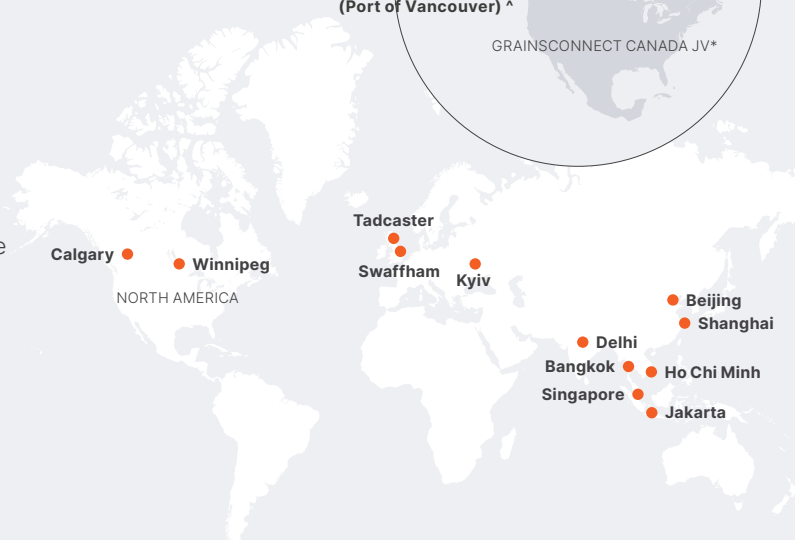 (Port of Vancouver) ^
GRAINSCONNECT CANADA JV*
Tadcaster
e
Calgary
Winnipeg
Swaffham
Kyiv
NORTH AMERICA
Beijing
Shanghai
Delhi
Bangkok
Ho Chi Minh
Singapore
Jakarta